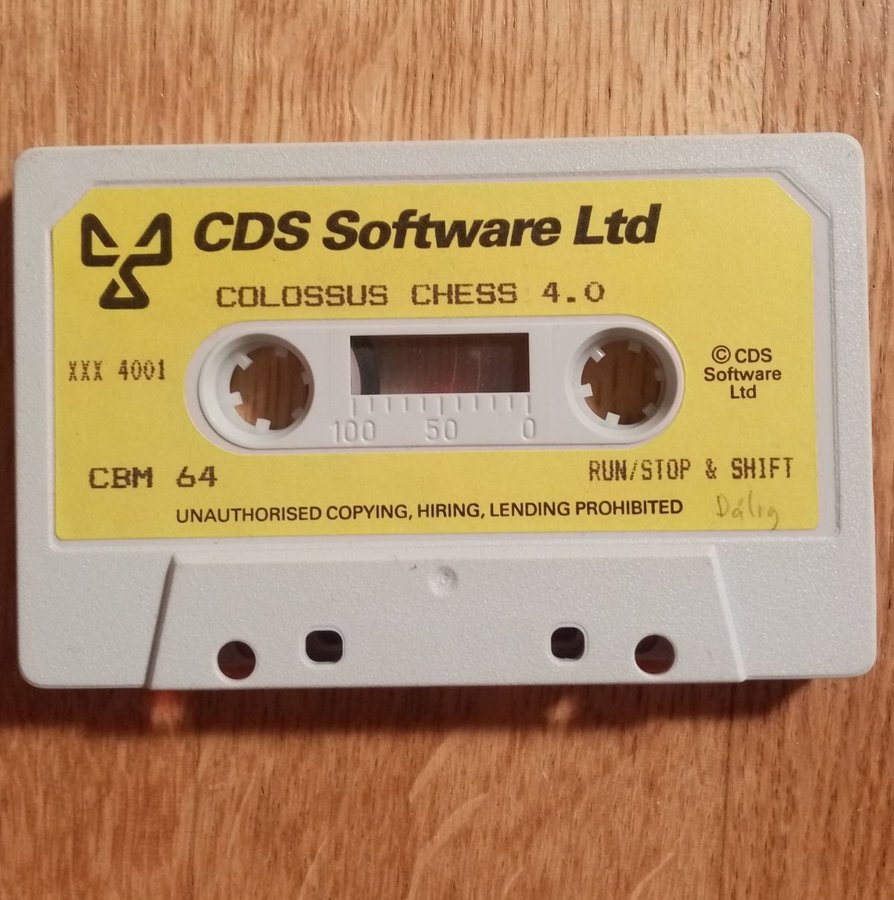 CDS Software Ltd
COLOSSUS CHESS 4.0
XXX 4001
© CDS
Software
Ltd
100 50 0
CBM 64
RUN/STOP & SHIFT
UNAUTHORISED COPYING, HIRING, LENDING PROHIBITED
Dålig